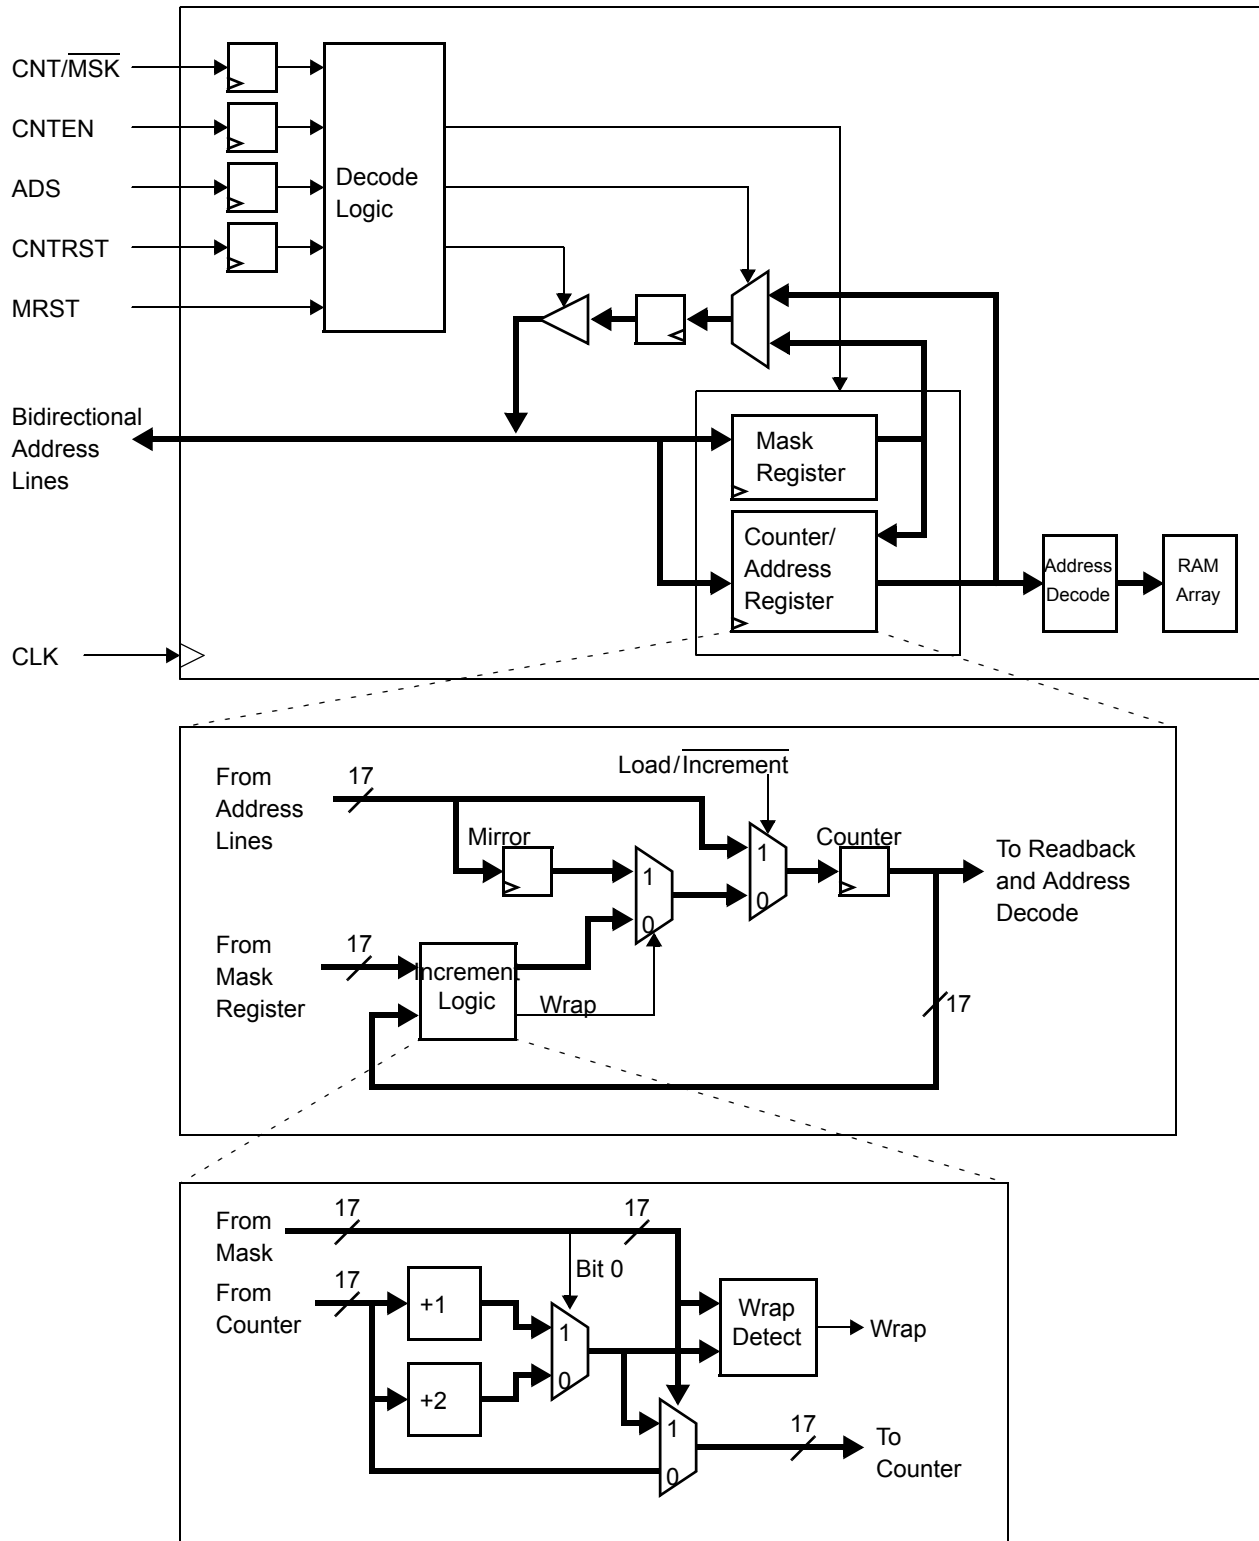 CNT/MSK
CNTEN
ADS
CNTRST
MRST
Decode
Logic
Bidirectional
Address
Lines
Mask
Register
Counter/
Address
Register
Address
Decode
RAM
Array
CLK
From
Address
Lines
17
Load/Increment
Mirror
1
0
1
0
Counter
To Readback
and Address
Decode
From
Mask
Register
17
Increment
Logic
Wrap
17
From
Mask
17
17
Bit 0
From
Counter
17
+1
+2
1
0
Wrap
Detect
Wrap
1
0
17
To
Counter